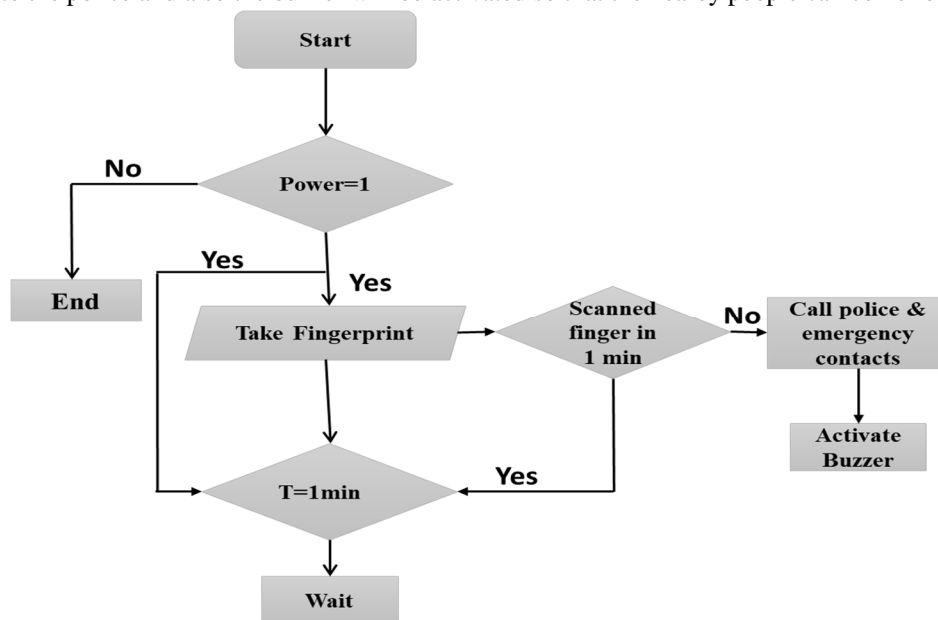 Start
No
Power=1
Yes
Yes
End
Take Fingerprint
Scanned
finger in
1 min
No
Call police &
emergency
contacts
Activate
Buzzer
T=1min
Yes
Wait